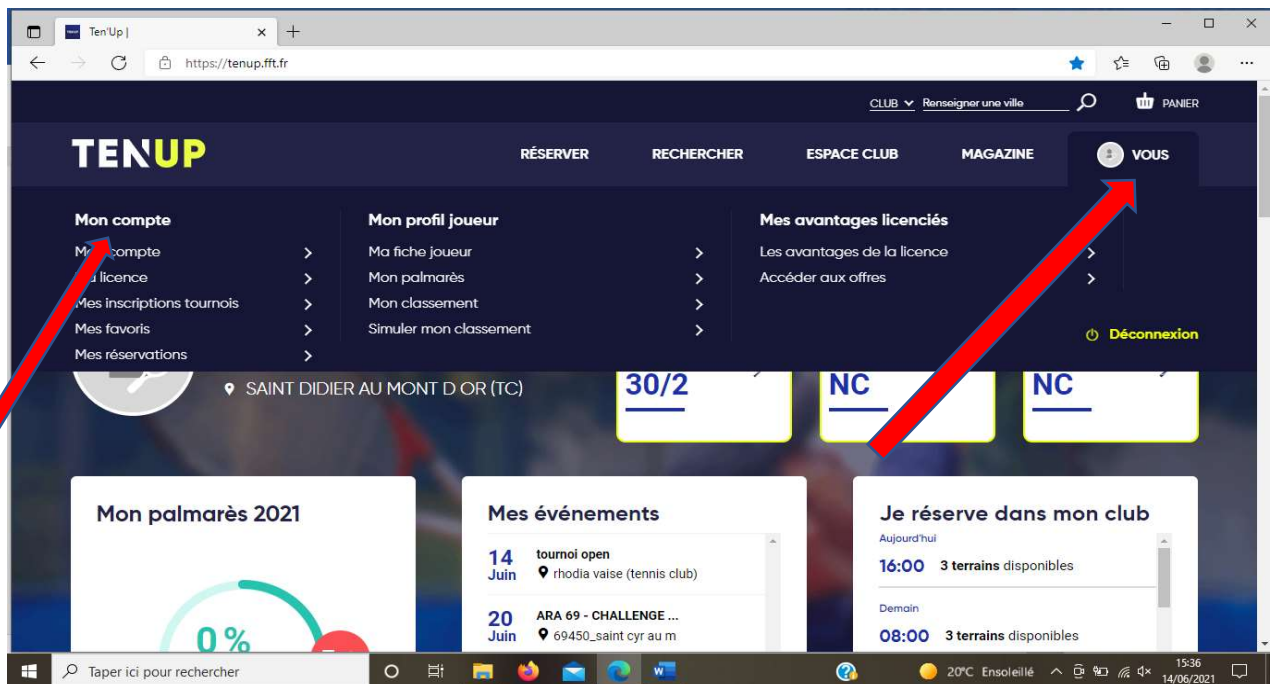 Ten'Up |
https://tenup.fft.fr
CLUB Renseigner une ville PANIER
TENUP RÉSERVER RECHERCHER ESPACE CLUB MAGAZINE VOUS
Mon compte Mon profil joueur Mes avantages licenciés
compte Ma fiche joueur Les avantages de la licence
licence Mon palmarès Accéder aux offres
Mes inscriptions tournois Mon classement
Mes favoris Simuler mon classement Déconnexion
Mes réservations
SAINT DIDIER AU MONT D OR (TC) 30/2 NC NC
Mon palmarès 2021
0 %
Mes événements
14 Juin tournoi open
rhodia vaise (tennis club)
20 Juin ARA 69 - CHALLENGE ...
69450_saint cyr au m
Je réserve dans mon club
Aujourd'hui
16:00 3 terrains disponibles
Demain
08:00 3 terrains disponibles
Taper ici pour rechercher 20°C Ensoleillé 15:36
14/06/2021